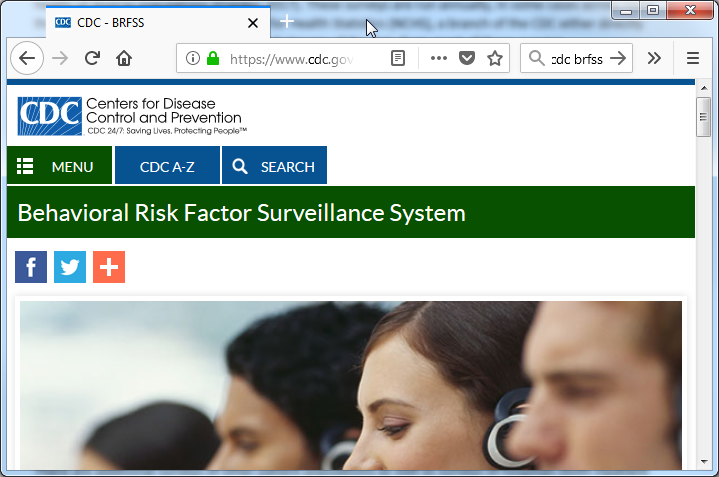 CDC - BRFSS
https://www.cdc.gov
cdc brfss
CDC
Centers for Disease
Control and Prevention
CDC 24/7: Saving Lives, Protecting People™
MENU
CDC A-Z
SEARCH
Behavioral Risk Factor Surveillance System